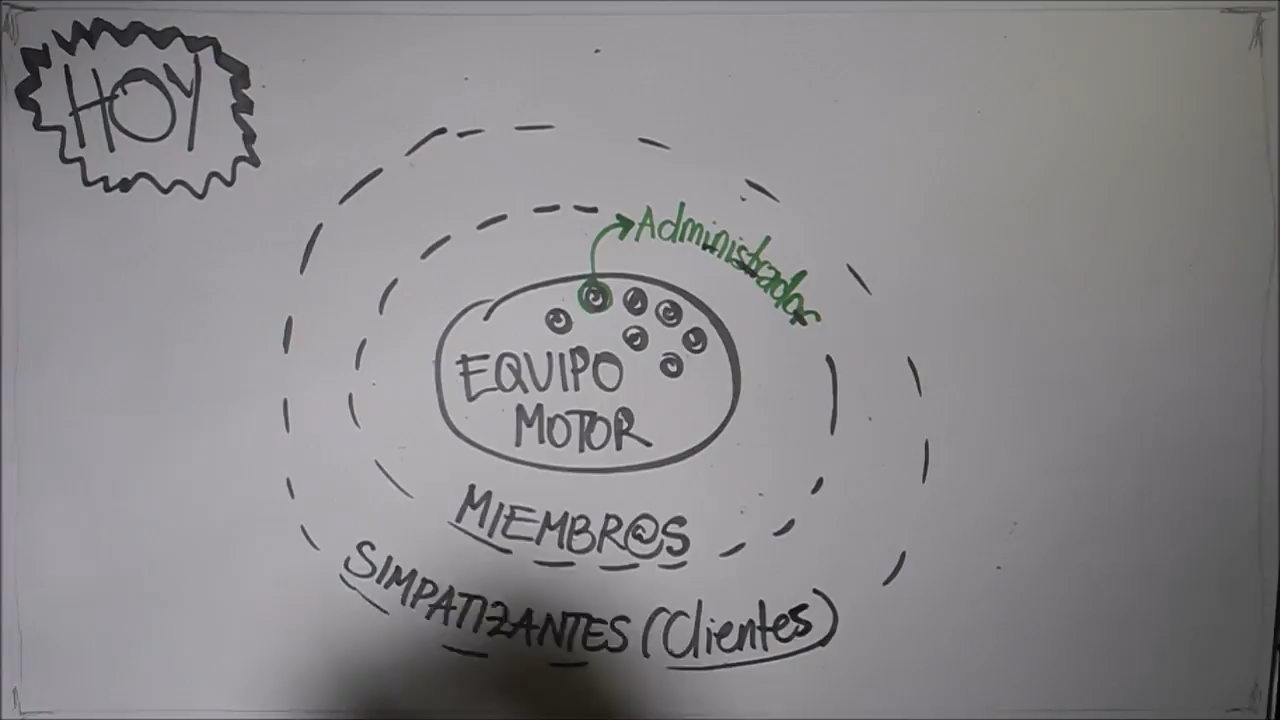 HOY
Administrador
EQUIPO
MOTOR
MIEMBR@S
SIMPATIZANTES (Clientes)